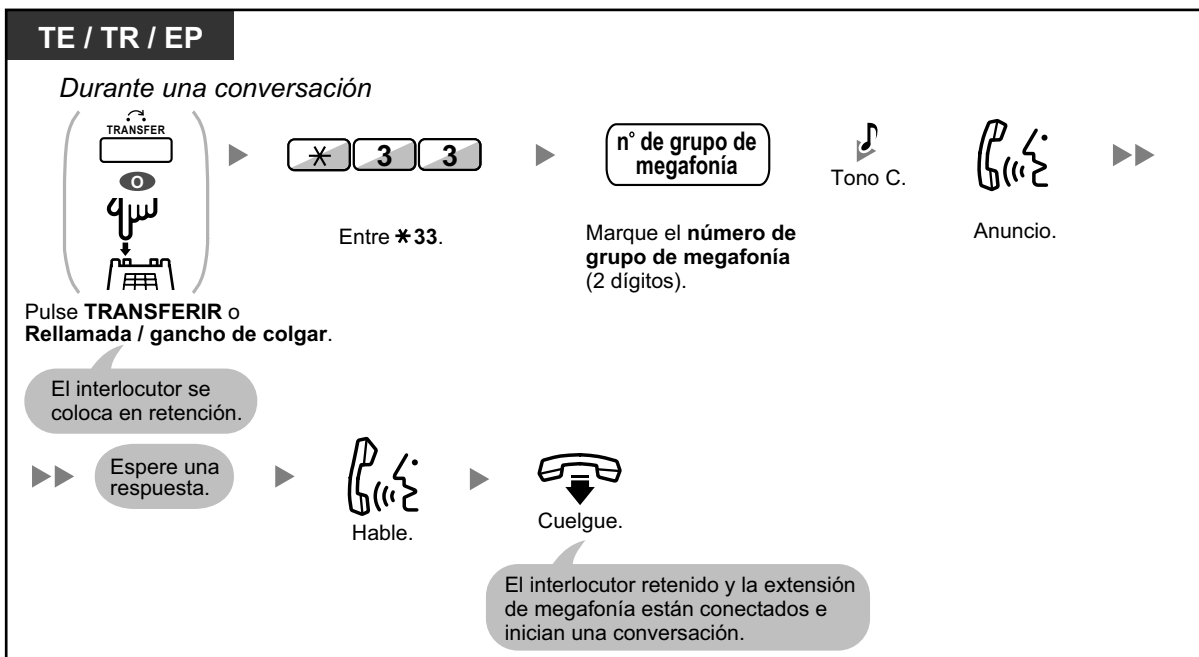 TE / TR / EP
Durante una conversación
TRANSFER
O
✳ 3 3
n° de grupo de
megafonía
Tono C.
Entre ✳33.
Marque el número de
grupo de megafonía
(2 dígitos).
Anuncio.
Pulse TRANSFERIR o
Rellamada / gancho de colgar.
El interlocutor se
coloca en retención.
Espere una
respuesta.
Hable.
Cuelgue.
El interlocutor retenido y la extensión
de megafonía están conectados e
inician una conversación.